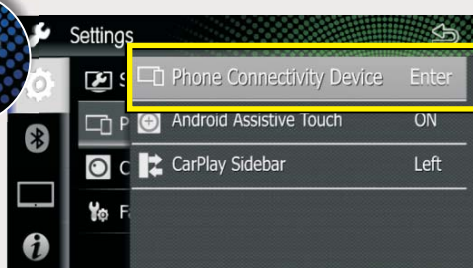 Settings
Phone Connectivity Device Enter
Android Assistive Touch ON
CarPlay Sidebar Left